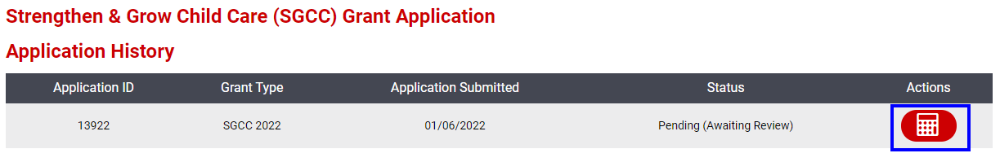 Strengthen & Grow Child Care (SGCC) Grant Application
Application History
Application ID Grant Type Application Submitted Status Actions
13922 SGCC 2022 01/06/2022 Pending (Awaiting Review)